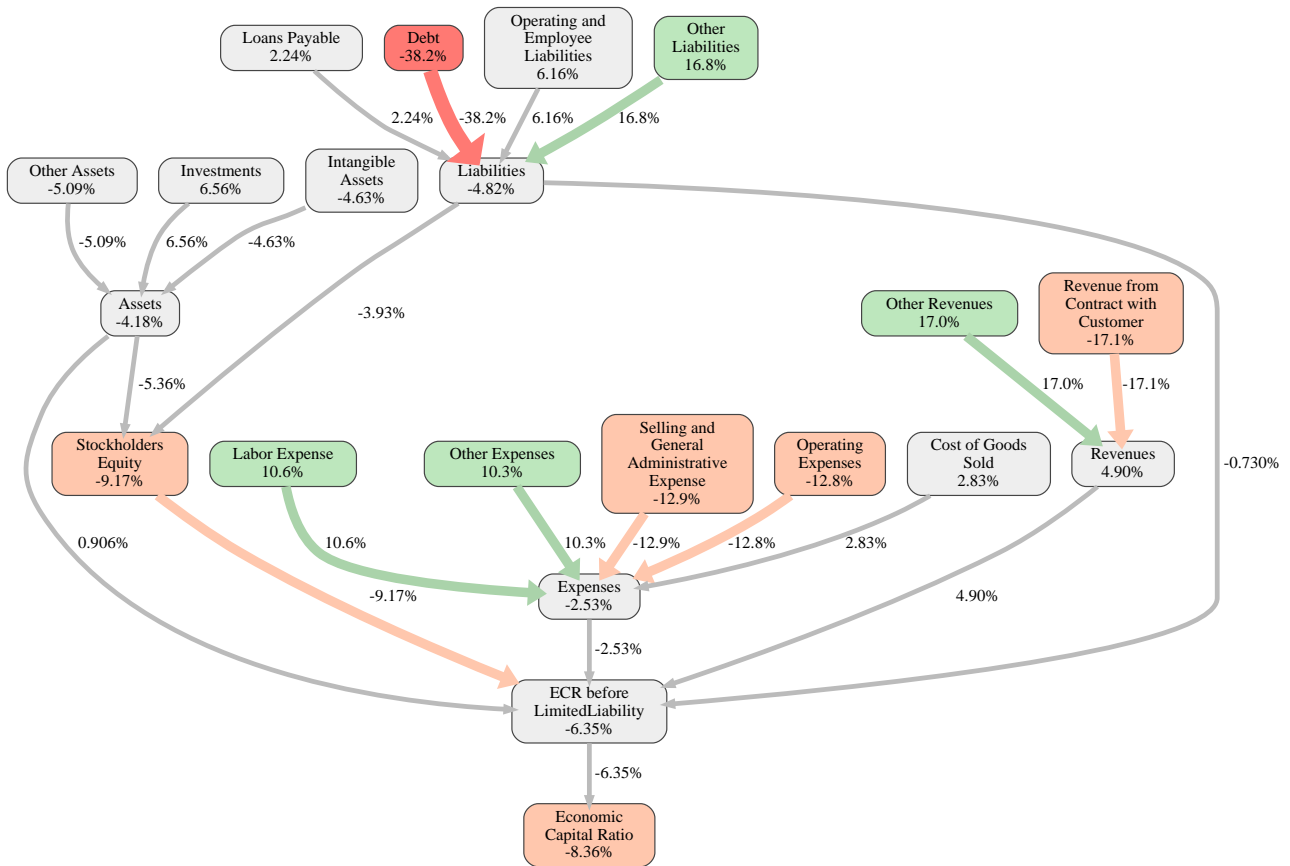 Loans Payable
2.24%
Debt
-38.2%
Operating and
Employee
Liabilities
6.16%
Other
Liabilities
16.8%
2.24%
-38.2%
6.16%
16.8%
Other Assets
-5.09%
Investments
6.56%
Intangible
Assets
-4.63%
Liabilities
-4.82%
-5.09%
6.56%
-4.63%
Assets
-4.18%
-3.93%
Other Revenues
17.0%
Revenue from
Contract with
Customer
-17.1%
-5.36%
17.0%
-17.1%
Stockholders
Equity
-9.17%
Labor Expense
10.6%
Other Expenses
10.3%
Selling and
General
Administrative
Expense
-12.9%
Operating
Expenses
-12.8%
Cost of Goods
Sold
2.83%
Revenues
4.90%
-0.730%
0.906%
10.6%
10.3%
-12.9%
-12.8%
2.83%
-9.17%
Expenses
-2.53%
4.90%
-2.53%
ECR before
LimitedLiability
-6.35%
-6.35%
Economic
Capital Ratio
-8.36%